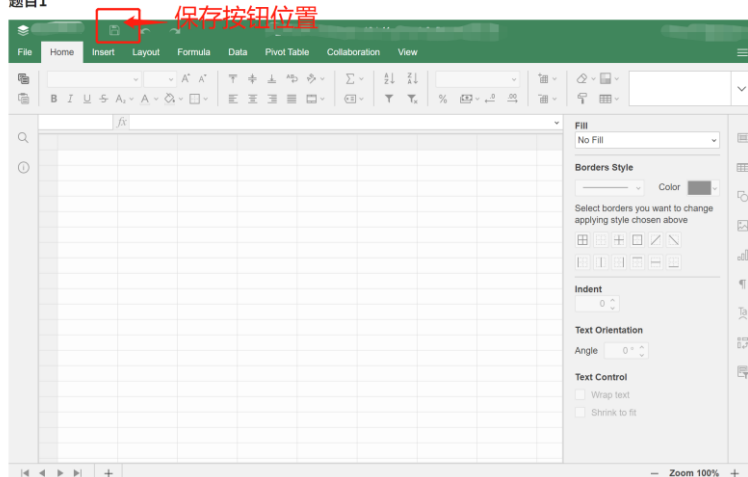 题目1
保存按钮位置
File Home Insert Layout Formula Data Pivot Table Collaboration View
B I U S A A
% .0 .00
fx
Fill
No Fill
Borders Style
Color
Select borders you want to change
applying style chosen above
Indent
0
Text Orientation
Angle 0 °
Text Control
Wrap text
Shrink to fit
Zoom 100%